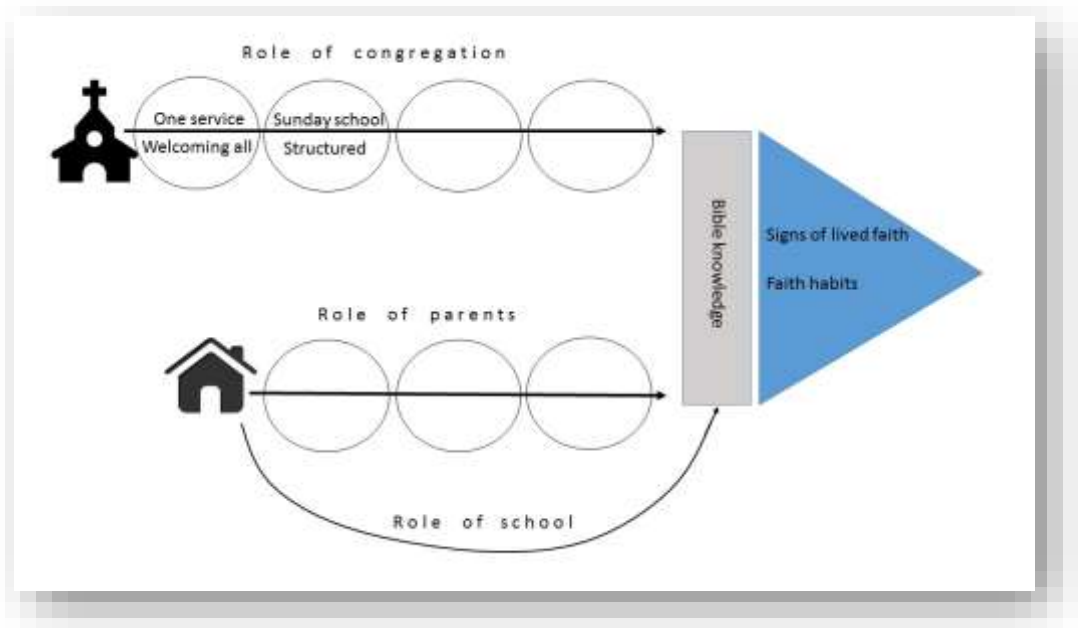 Role of congregation
One service
Welcoming all
Sunday school
Structured
Bible knowledge
Signs of lived faith
Faith habits
Role of parents
Role of school